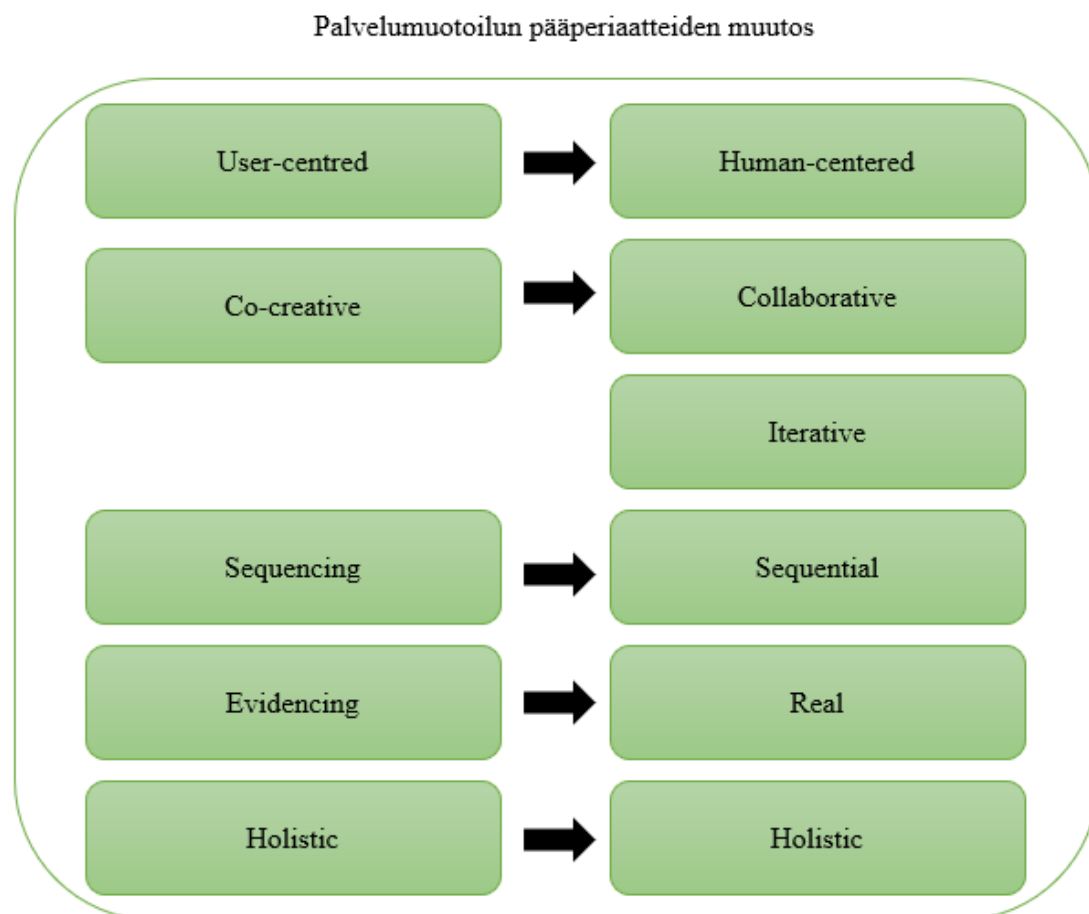 Palvelumuotoilun pääperiaatteiden muutos
User-centred
Human-centered
Co-creative
Collaborative
Iterative
Sequencing
Sequential
Evidencing
Real
Holistic
Holistic